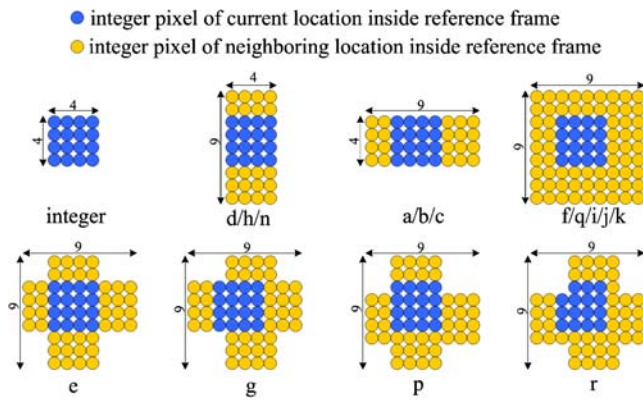 integer pixel of current location inside reference frame
integer pixel of neighboring location inside reference frame
4 4 9 9
4 9 4 9
integer d/h/n a/b/c f/q/i/j/k
9 9 9 9
9 9 9 9
e g p r